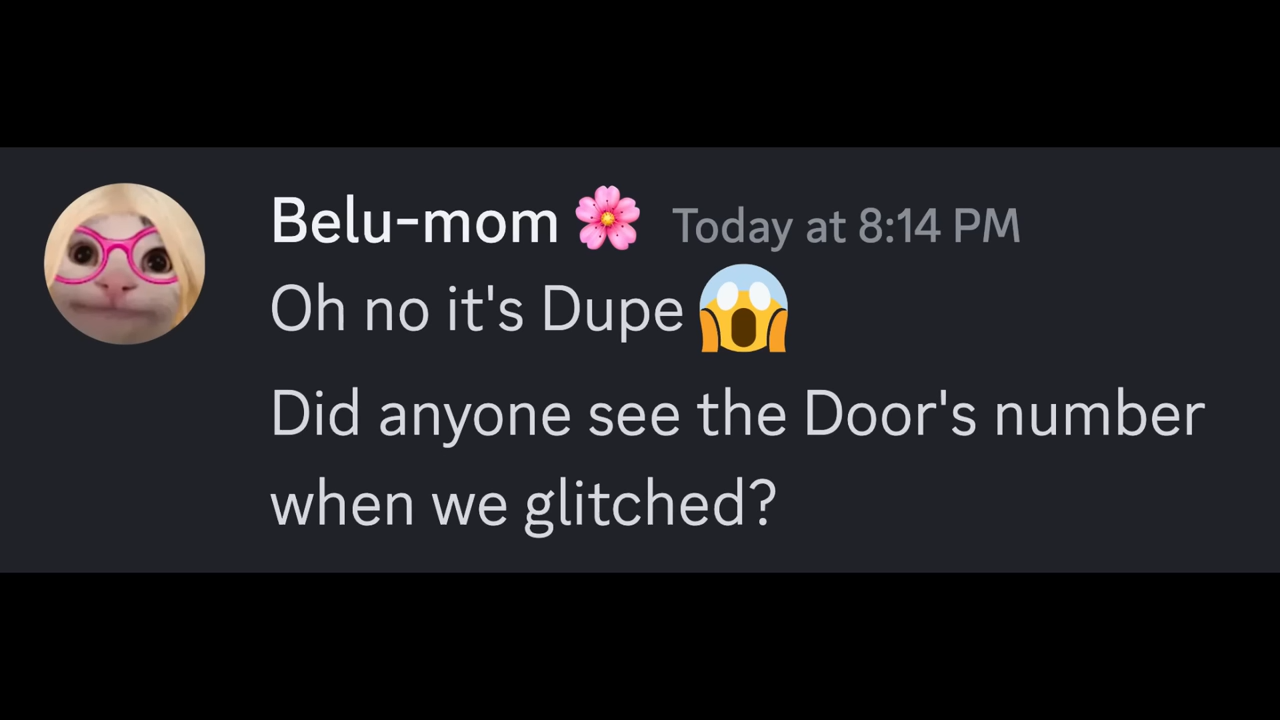 Belu-mom 🌸 Today at 8:14 PM
Oh no it's Dupe 😱
Did anyone see the Door's number
when we glitched?